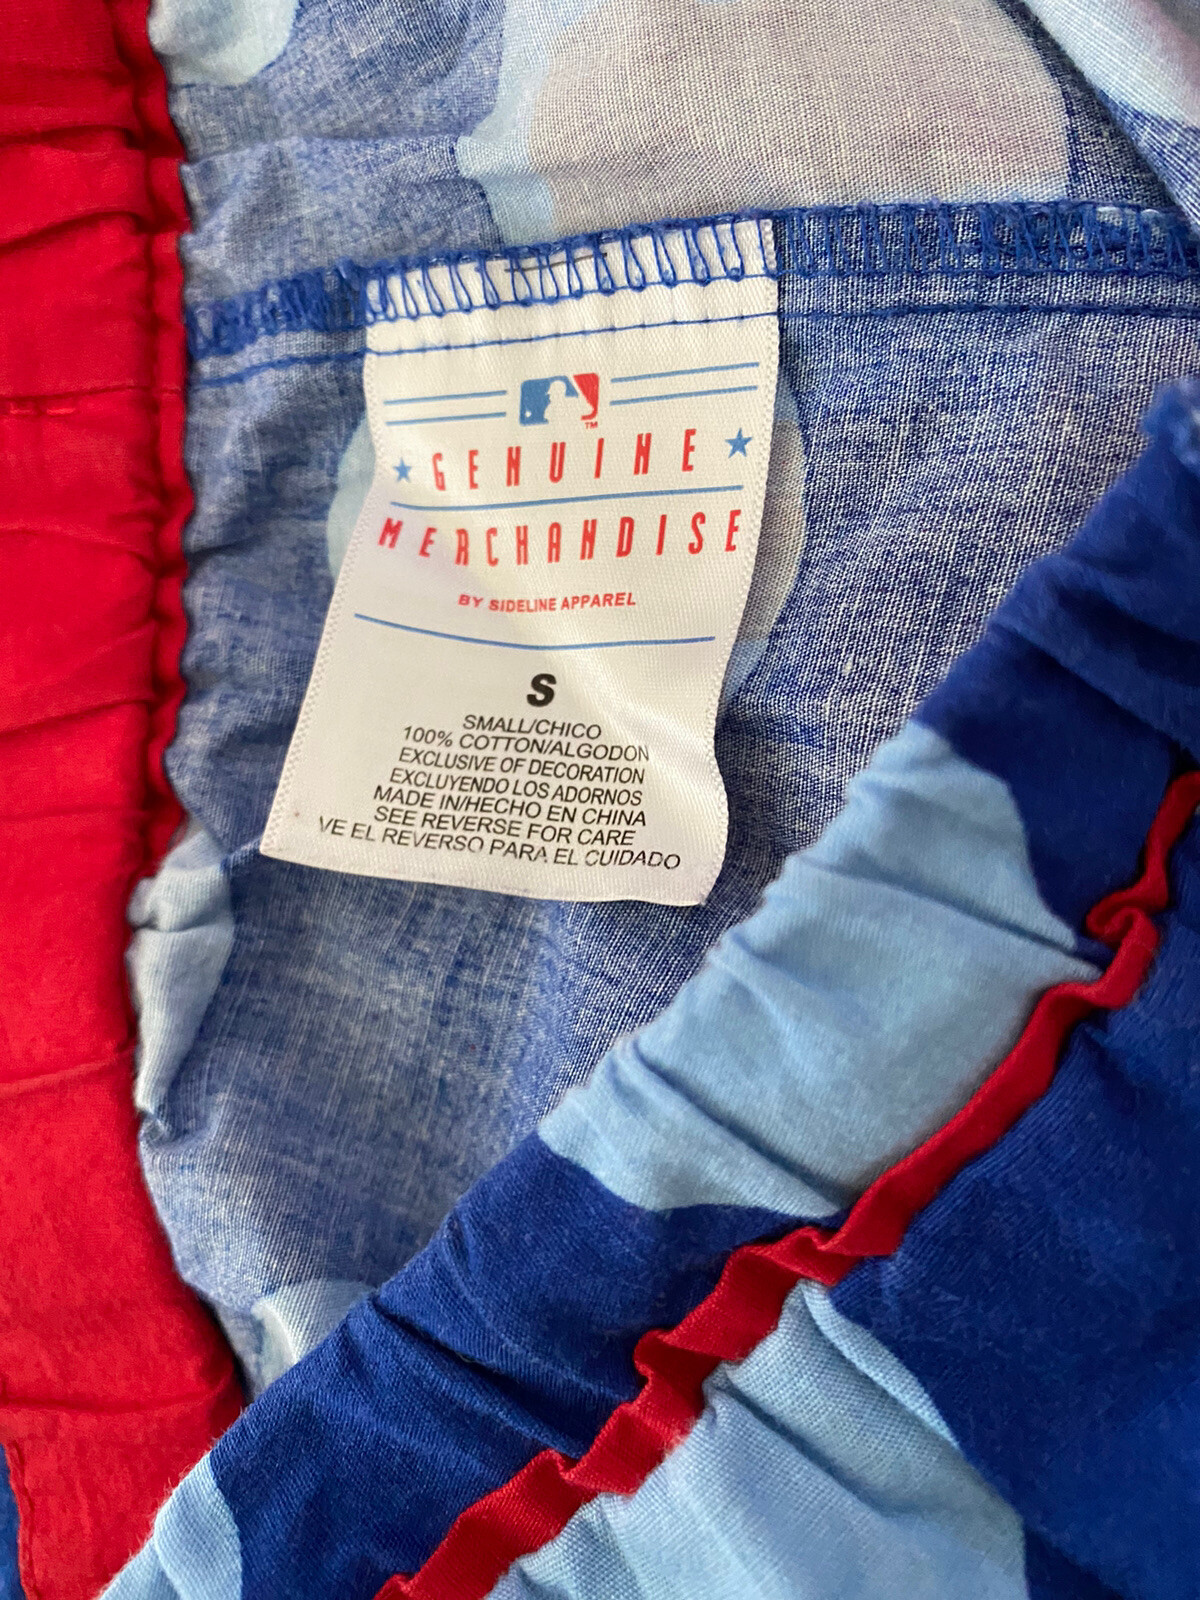 TM
GENUINE
MERCHANDISE
BY SIDELINE APPAREL
S
SMALL/CHICO
100% COTTON/ALGODON
EXCLUSIVE OF DECORATION
EXCLUYENDO LOS ADORNOS
MADE IN/HECHO EN CHINA
SEE REVERSE FOR CARE
VE EL REVERSO PARA EL CUIDADO